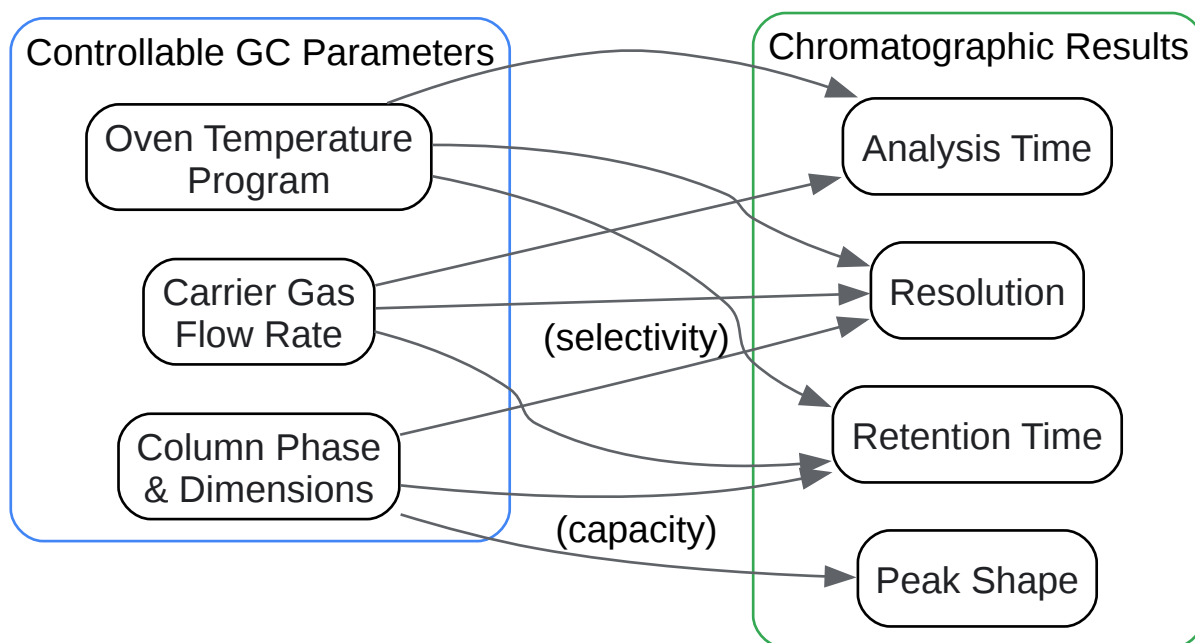 Controllable GC Parameters
Oven Temperature
Program
Carrier Gas
Flow Rate
Column Phase
& Dimensions
(selectivity)
(capacity)
Chromatographic Results
Analysis Time
Resolution
Retention Time
Peak Shape